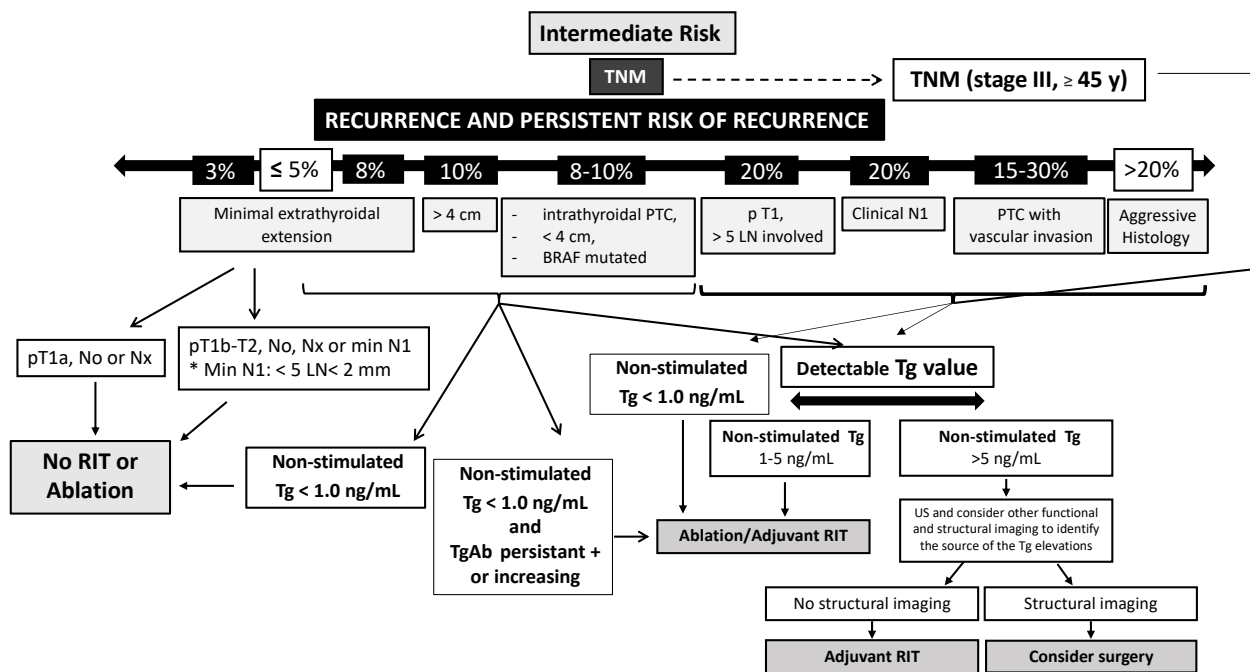 Intermediate Risk
TNM
TNM (stage III, ≥ 45 y)
RECURRENCE AND PERSISTENT RISK OF RECURRENCE
3%
≤ 5%
8%
10%
8-10%
20%
20%
15-30%
>20%
Minimal extrathyroidal
extension
> 4 cm
- intrathyroidal PTC,
- < 4 cm,
- BRAF mutated
p T1,
> 5 LN involved
Clinical N1
PTC with
vascular invasion
Aggressive
Histology
pT1a, No or Nx
pT1b-T2, No, Nx or min N1
* Min N1: < 5 LN< 2 mm
Non-stimulated
Tg < 1.0 ng/mL
Detectable Tg value
No RIT or
Ablation
Non-stimulated
Tg < 1.0 ng/mL
Non-stimulated
Tg < 1.0 ng/mL
and
TgAb persistant +
or increasing
Non-stimulated Tg
1-5 ng/mL
Non-stimulated Tg
>5 ng/mL
Ablation/Adjuvant RIT
US and consider other functional
and structural imaging to identify
the source of the Tg elevations
No structural imaging
Structural imaging
Adjuvant RIT
Consider surgery